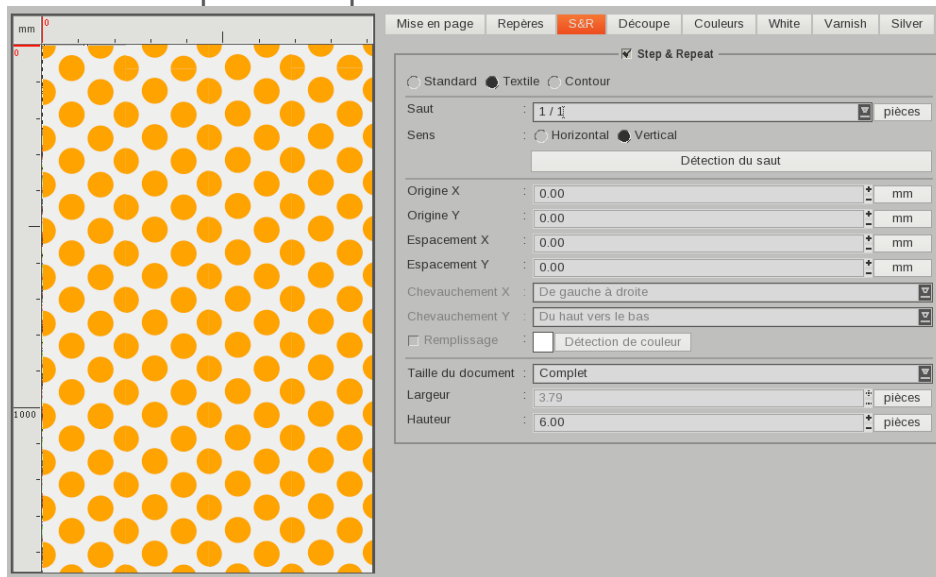 mm
0
0
1000
Mise en page Repères S&R Découpe Couleurs White Varnish Silver
Step & Repeat
Standard Textile Contour
Saut : 1 / 1 pièces
Sens : Horizontal Vertical
Détection du saut
Origine X : 0.00 mm
Origine Y : 0.00 mm
Espacement X : 0.00 mm
Espacement Y : 0.00 mm
Chevauchement X : De gauche à droite
Chevauchement Y : Du haut vers le bas
Remplissage : Détection de couleur
Taille du document : Complet
Largeur : 3.79 pièces
Hauteur : 6.00 pièces